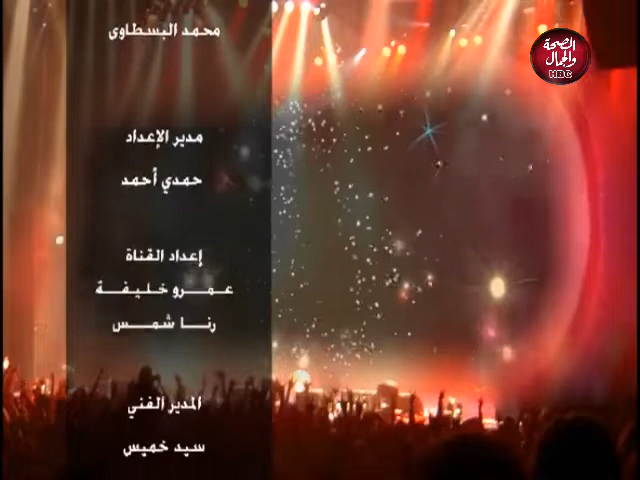 محمد البسطاوى
الصحة
والجمال
HBC
مدير الإعداد
حمدي أحمد
إعداد القناة
عمرو خليفة
رنا شمس
المدير الفني
سيد خميس